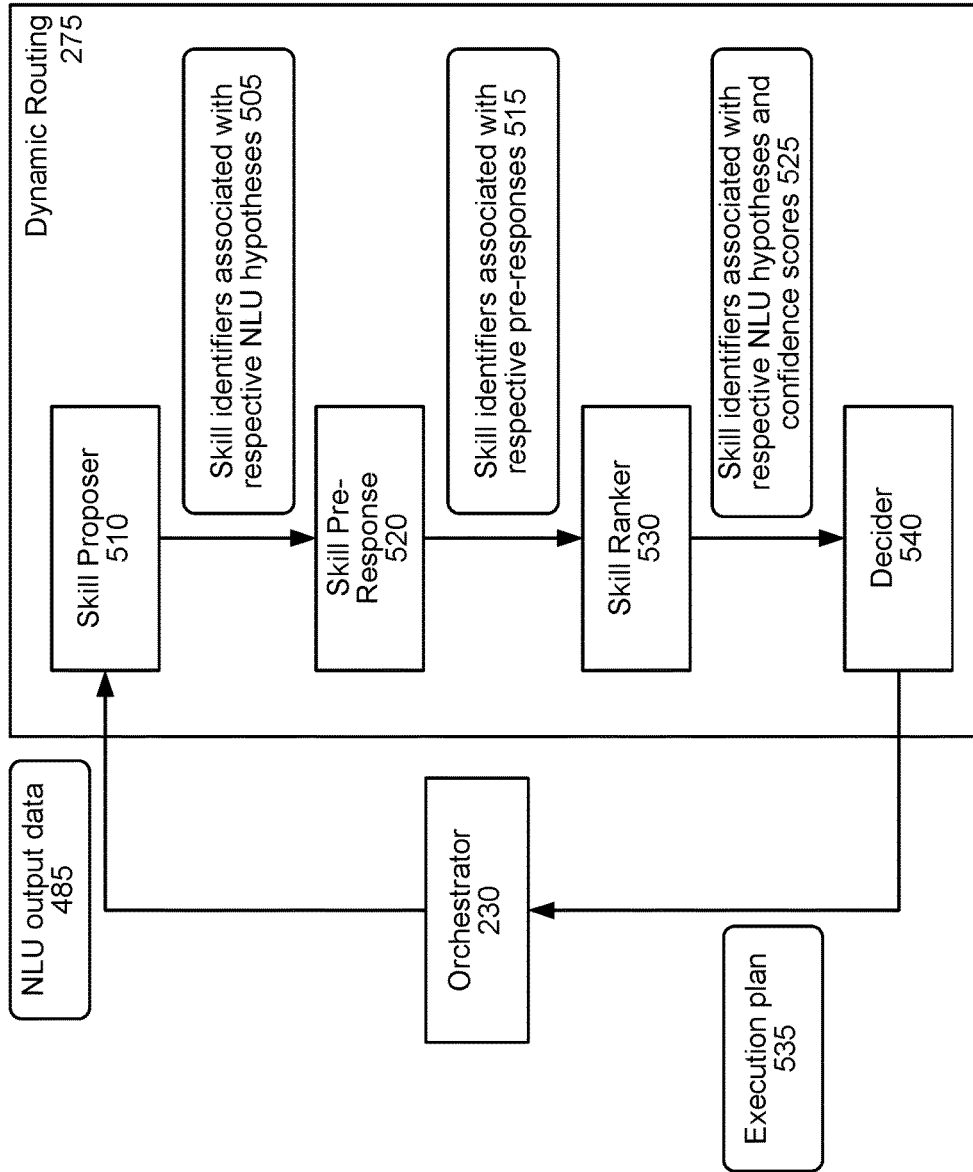 Dynamic Routing
275
NLU output data
485
Skill Proposer
510
Skill identifiers associated with
respective NLU hypotheses 505
Orchestrator
230
Skill Pre-
Response
520
Skill identifiers associated with
respective pre-responses 515
Skill Ranker
530
Skill identifiers associated with
respective NLU hypotheses and
confidence scores 525
Execution plan
535
Decider
540